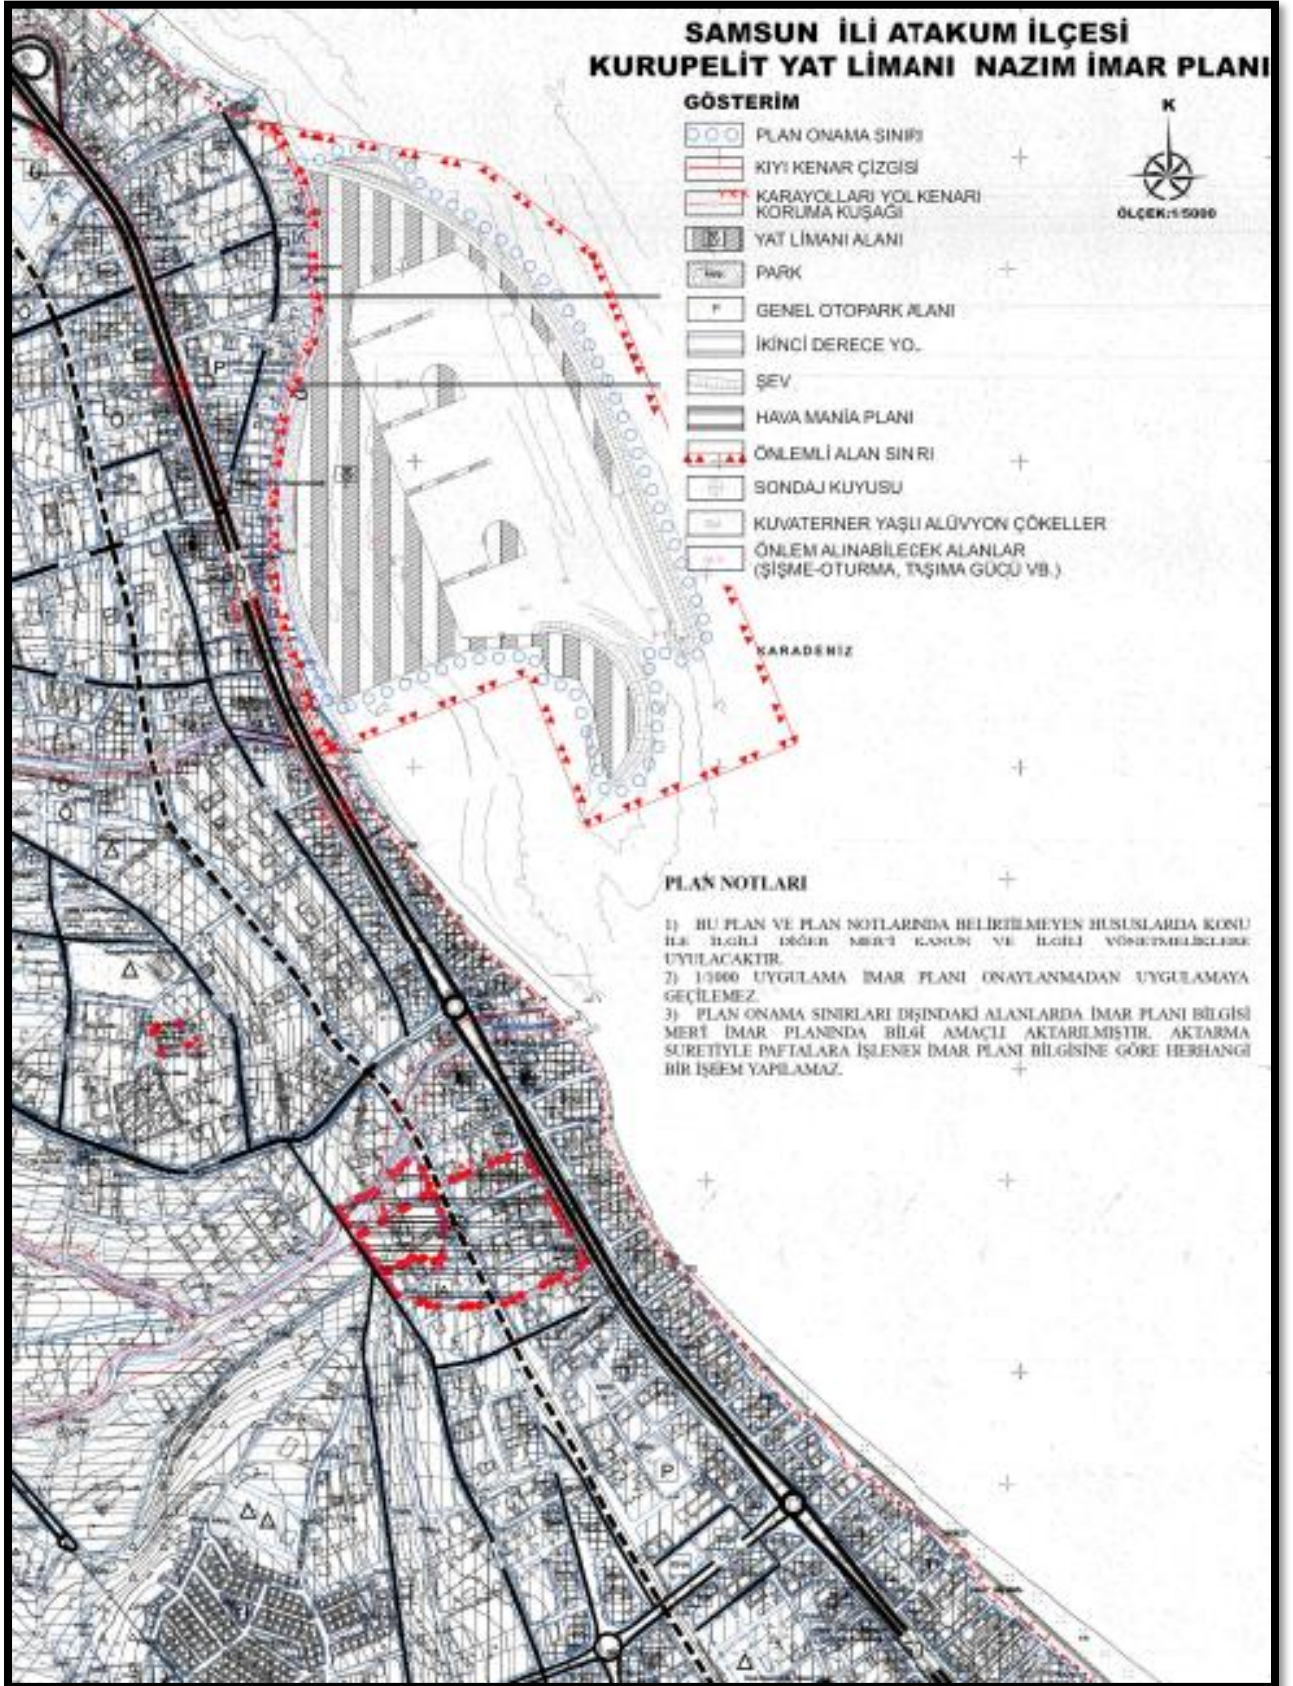 SAMSUN İLİ ATAKUM İLÇESİ
KURUPELİT YAT LİMANI NAZIM İMAR PLANI
GÖSTERİM
K
ÖLÇEK:1/5000
PLAN ONAMA SINIRI
KIYI KENAR ÇİZGİSİ
KARAYOLLARI YOL KENARI
KORUMA KUŞAĞI
YAT LİMANI ALANI
PARK
P
GENEL OTOPARK ALANI
İKİNCİ DERECE YO.
ŞEV
HAVA MANİA PLANI
ÖNLEMLİ ALAN SINIRI
SONDAJ KUYUSU
KUVATERNER YAŞLI ALÜVYON ÇÖKELLER
ÖNLEM ALINABİLECEK ALANLAR
(ŞİŞME-OTURMA, TAŞIMA GÜCÜ VB.)
P
KARADENİZ
PLAN NOTLARI
1) BU PLAN VE PLAN NOTLARINDA BELİRTİLMEYEN HUSUSLARDA KONU
İLE İLGİLİ DİĞER MER'İ KANUN VE İLGİLİ YÖNETMELİKLERE
UYULACAKTIR.
2) 1/1000 UYGULAMA İMAR PLANI ONAYLANMADAN UYGULAMAYA
GEÇİLEMEZ.
3) PLAN ONAMA SINIRLARI DIŞINDAKİ ALANLARDA İMAR PLANI BİLGİSİ
MERİ İMAR PLANINDA BİLGİ AMAÇLI AKTARILMIŞTIR. AKTARMA
SURETİYLE PAFTALARA İŞLENEN İMAR PLANI BİLGİSİNE GÖRE HERHANGİ
BİR İŞLEM YAPILAMAZ.
P